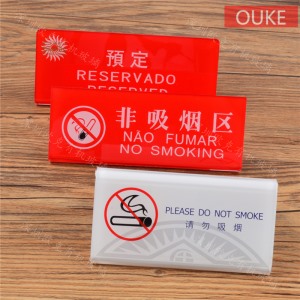 OUKE
預定
RESERVADO
RESERVED
非吸烟区
NÃO FUMAR
NO SMOKING
PLEASE DO NOT SMOKE
请勿吸烟